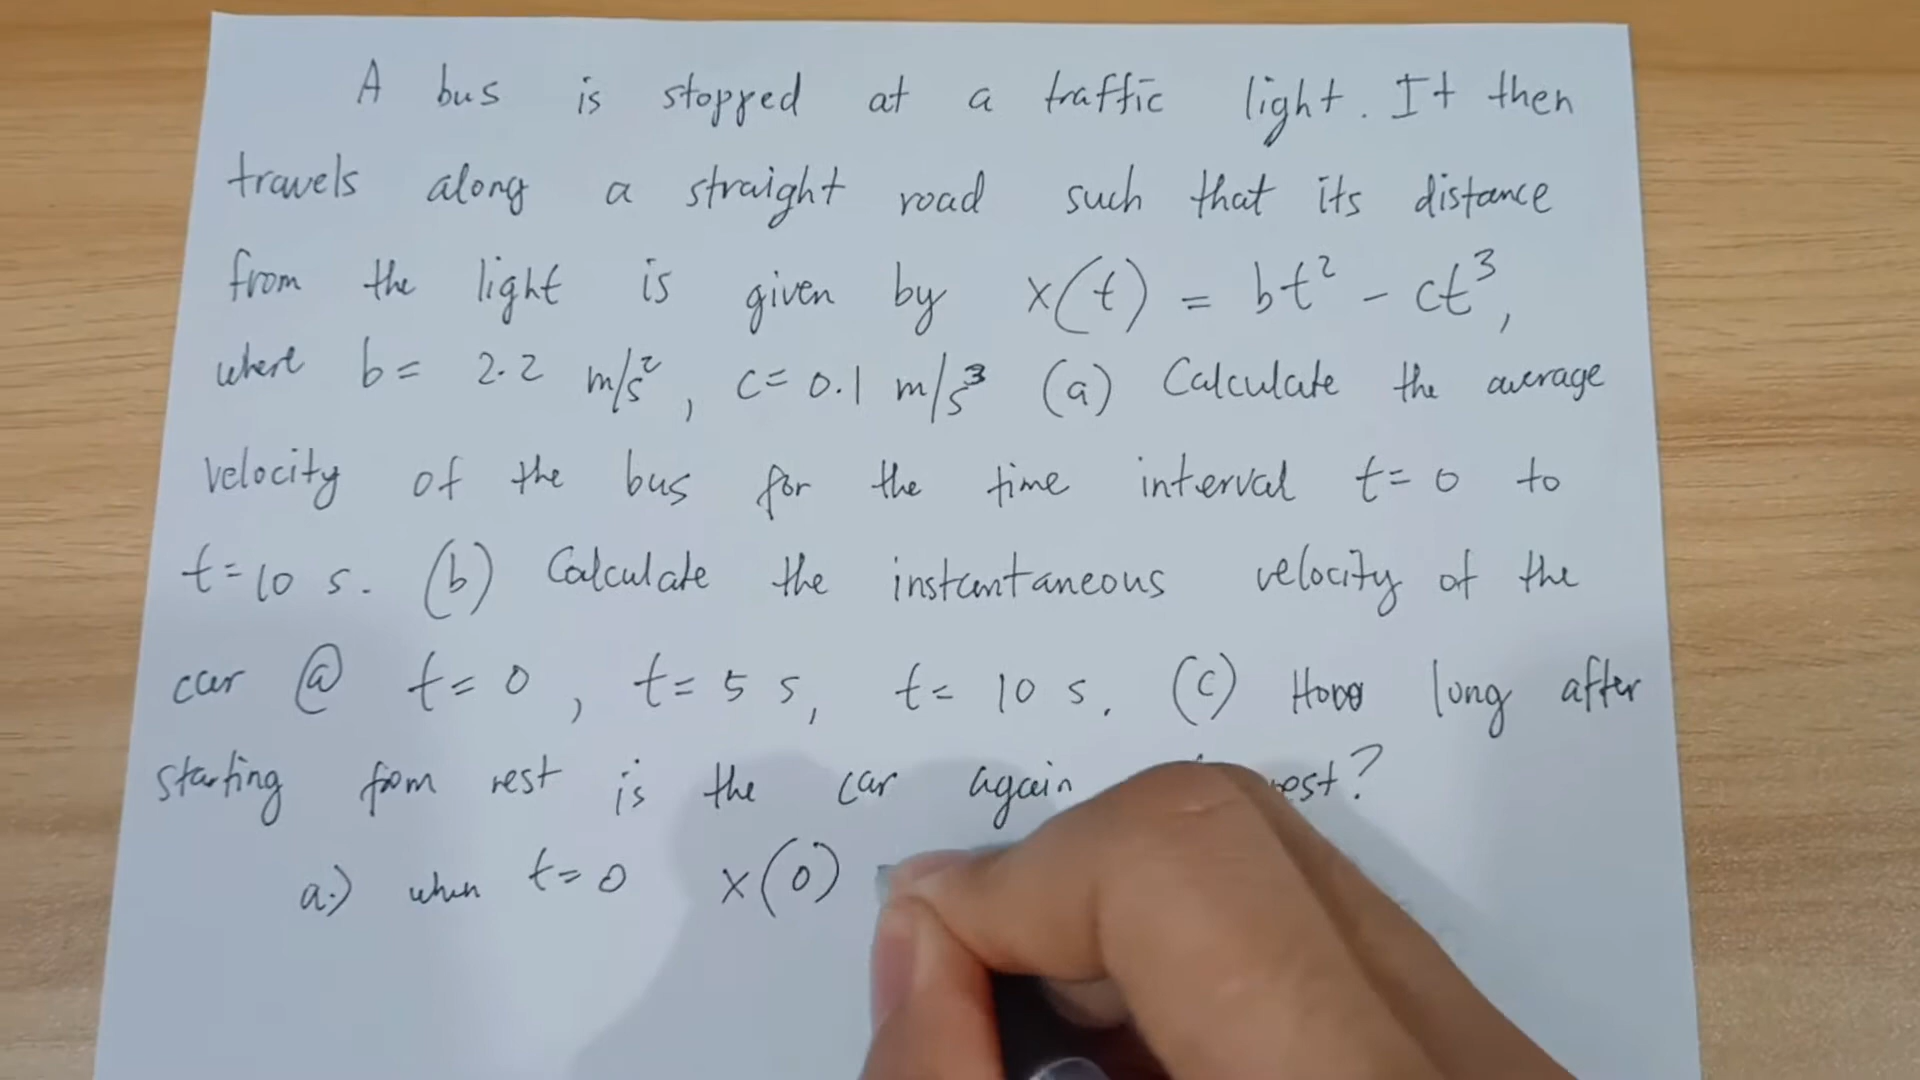 A bus is stopped at a traffic light. It then
travels along a straight road such that its distance
from the light is given by x(t) = bt² - ct³,
where b = 2.2 m/s², c = 0.1 m/s³ (a) Calculate the average
velocity of the bus for the time interval t = 0 to
t = 10 s. (b) Calculate the instantaneous velocity of the
car @ t = 0, t = 5 s, t = 10 s. (c) How long after
starting from rest is the car again rest?
a.) when t = 0 x(0)